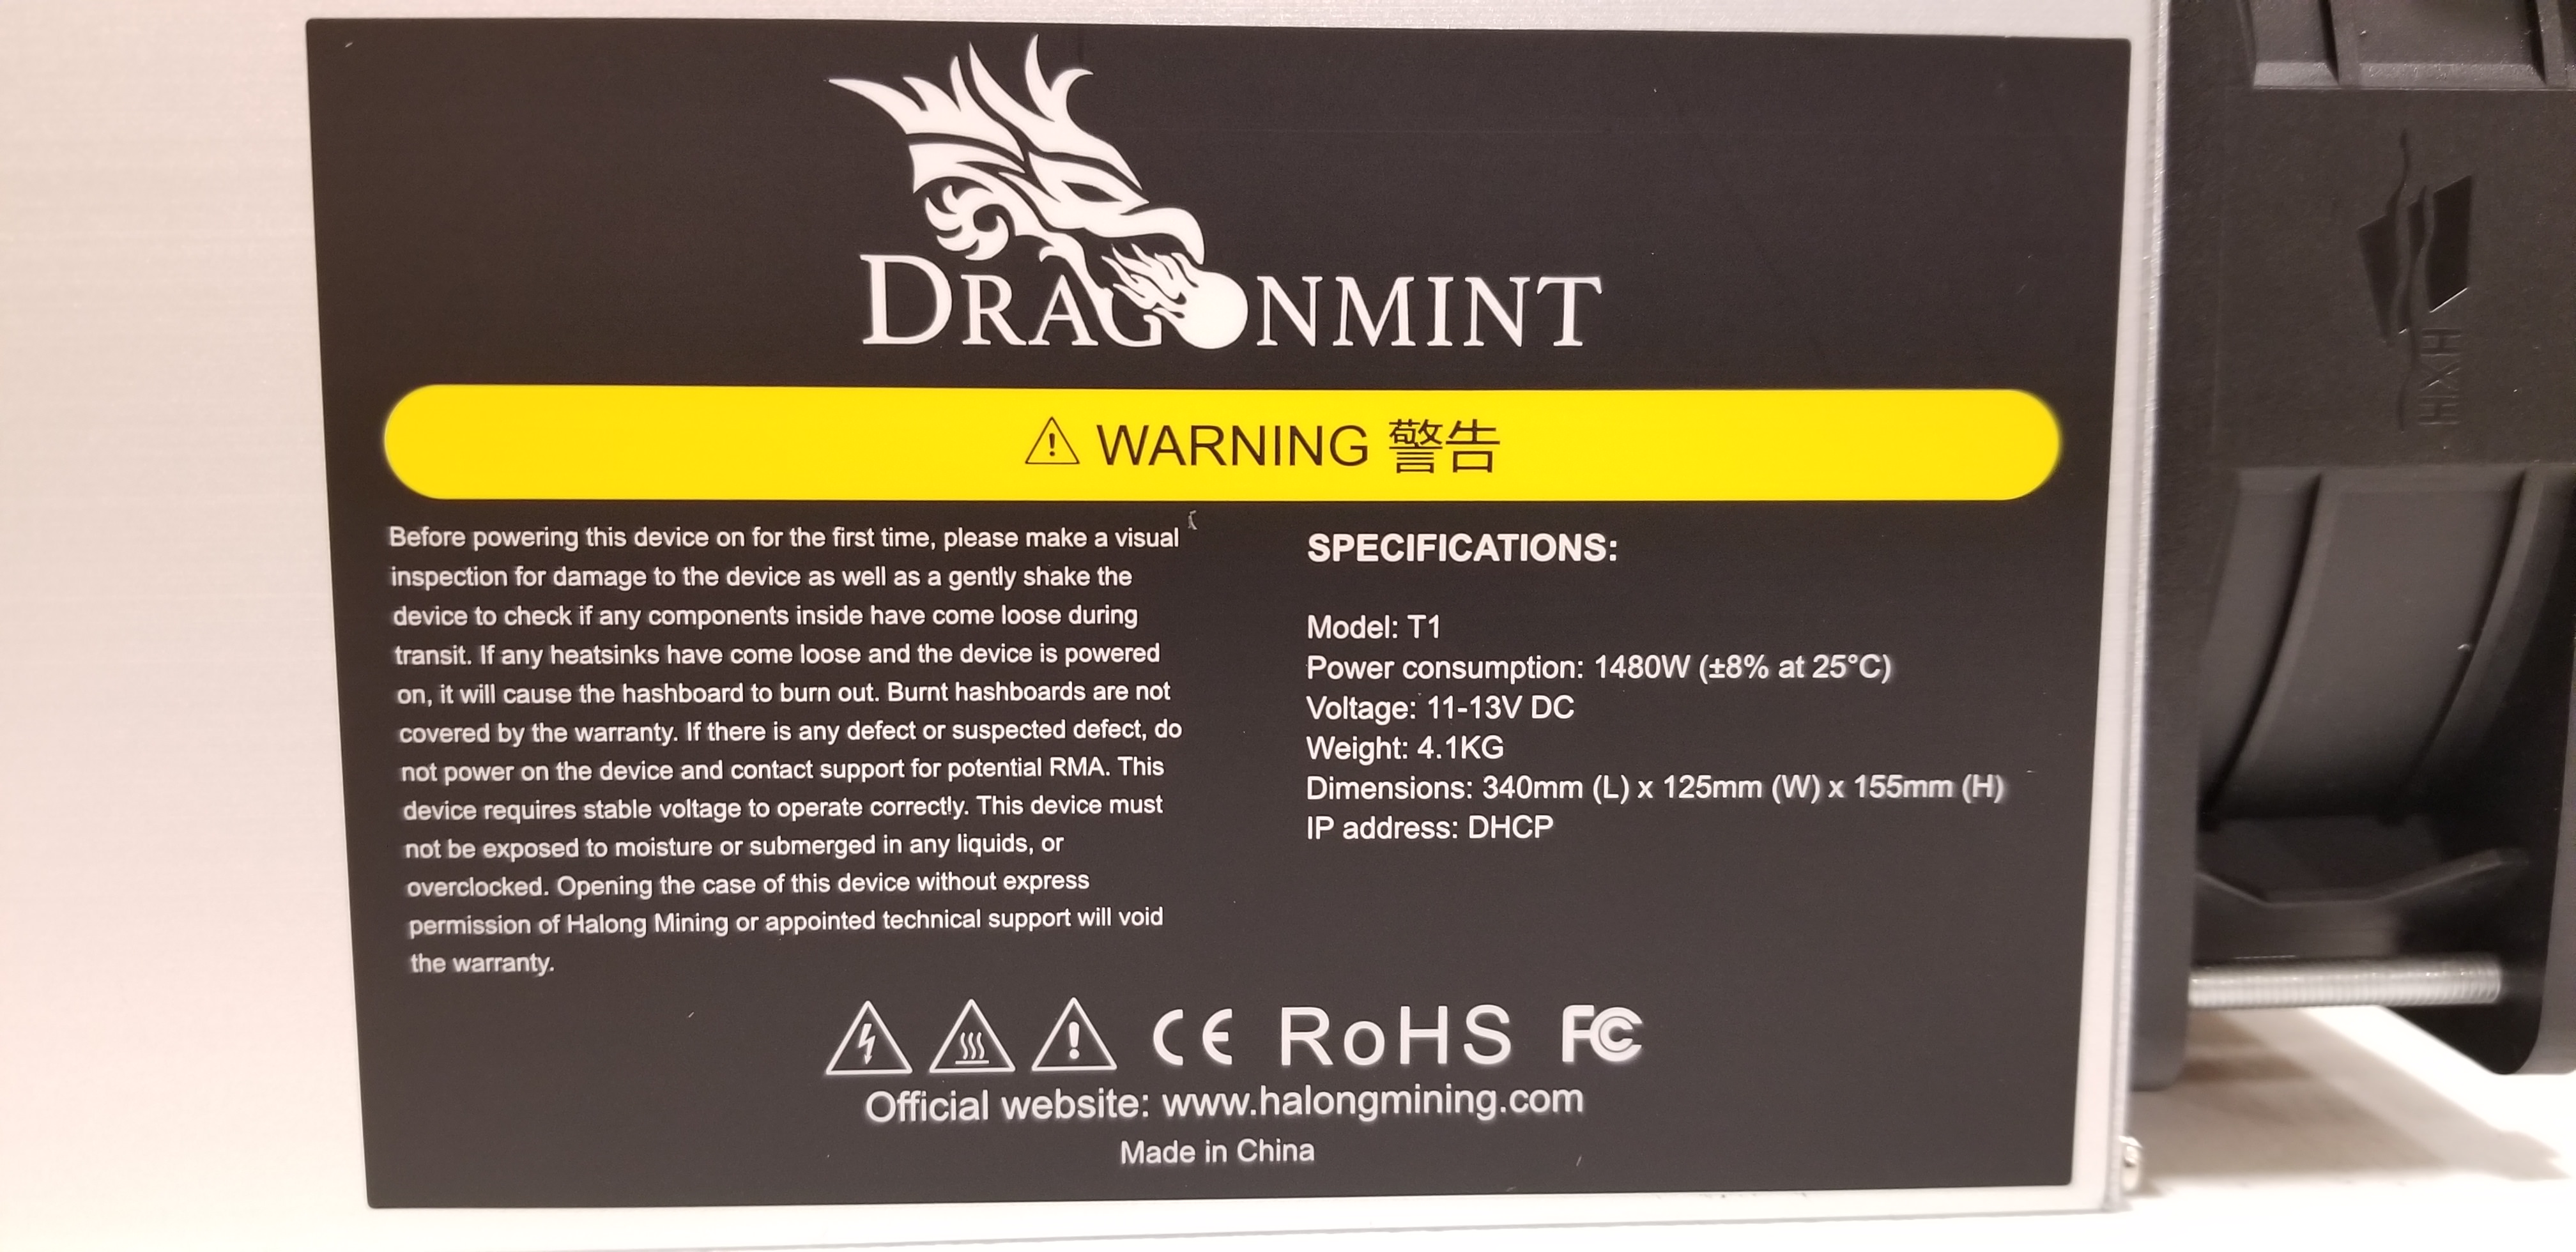 DRAGONMINT
WARNING 警告
Before powering this device on for the first time, please make a visual
inspection for damage to the device as well as a gently shake the
device to check if any components inside have come loose during
transit. If any heatsinks have come loose and the device is powered
on, it will cause the hashboard to burn out. Burnt hashboards are not
covered by the warranty. If there is any defect or suspected defect, do
not power on the device and contact support for potential RMA. This
device requires stable voltage to operate correctly. This device must
not be exposed to moisture or submerged in any liquids, or
overclocked. Opening the case of this device without express
permission of Halong Mining or appointed technical support will void
the warranty.
SPECIFICATIONS:
Model: T1
Power consumption: 1480W (±8% at 25°C)
Voltage: 11-13V DC
Weight: 4.1KG
Dimensions: 340mm (L) x 125mm (W) x 155mm (H)
IP address: DHCP
CE RoHS FC
Official website: www.halongmining.com
Made in China
HXH